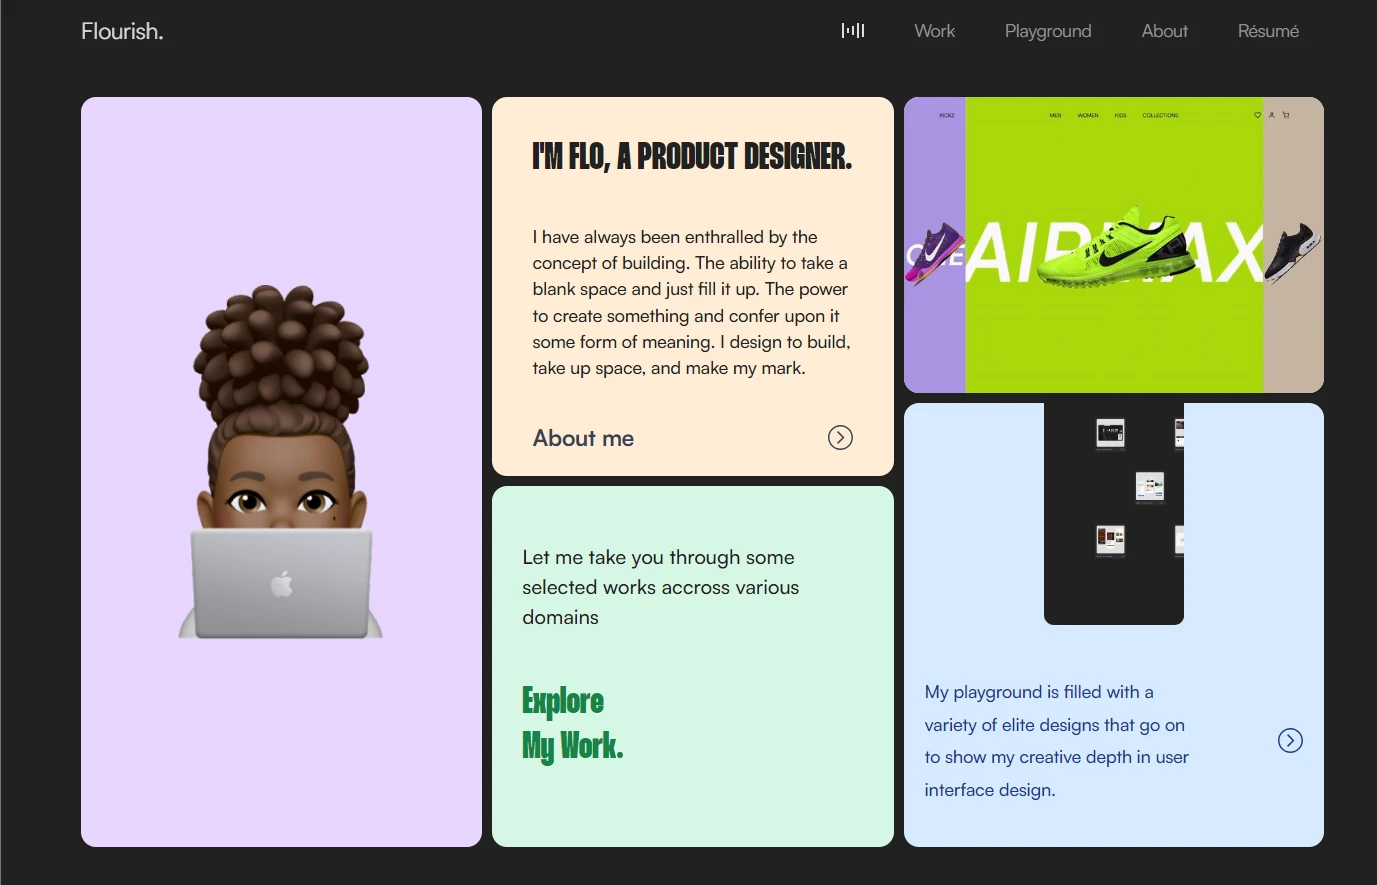 Flourish.
Work
Playground
About
Résumé
I'M FLO, A PRODUCT DESIGNER.
I have always been enthralled by the
concept of building. The ability to take a
blank space and just fill it up. The power
to create something and confer upon it
some form of meaning. I design to build,
take up space, and make my mark.
About me
Let me take you through some
selected works accross various
domains
Explore
My Work.
KICKZ
MEN
WOMEN
KIDS
COLLECTIONS
AIRMAX
My playground is filled with a
variety of elite designs that go on
to show my creative depth in user
interface design.